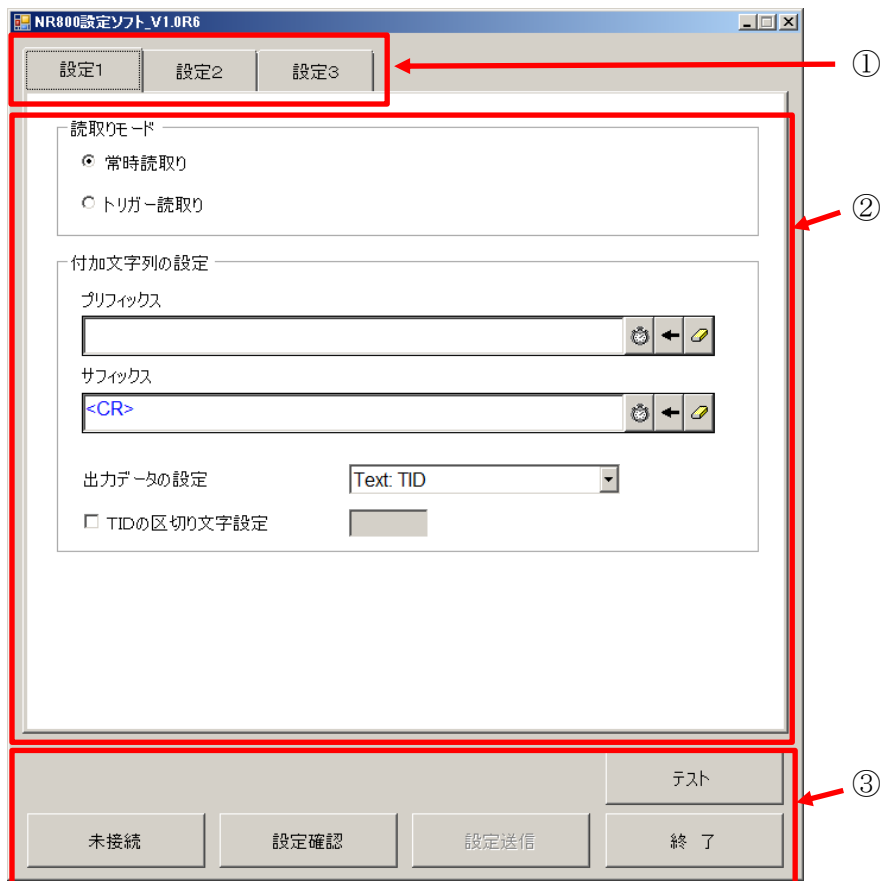 NR800設定ソフト_V1.0R6
設定1 設定2 設定3
①
読取りモード
常時読取り
トリガー読取り
②
付加文字列の設定
プリフィックス
サフィックス
<CR>
出力データの設定 Text: TID
TIDの区切り文字設定
テスト
③
未接続 設定確認 設定送信 終 了